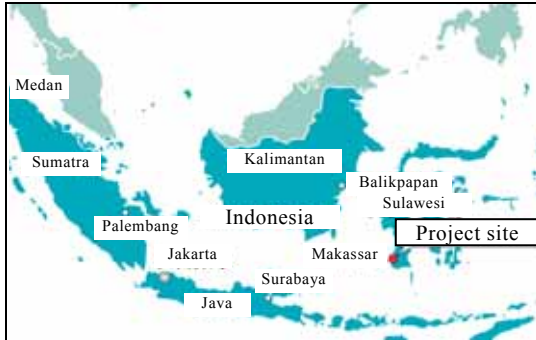 Medan
Sumatra
Kalimantan
Balikpapan
Sulawesi
Palembang
Indonesia
Project site
Jakarta
Makassar
Surabaya
Java